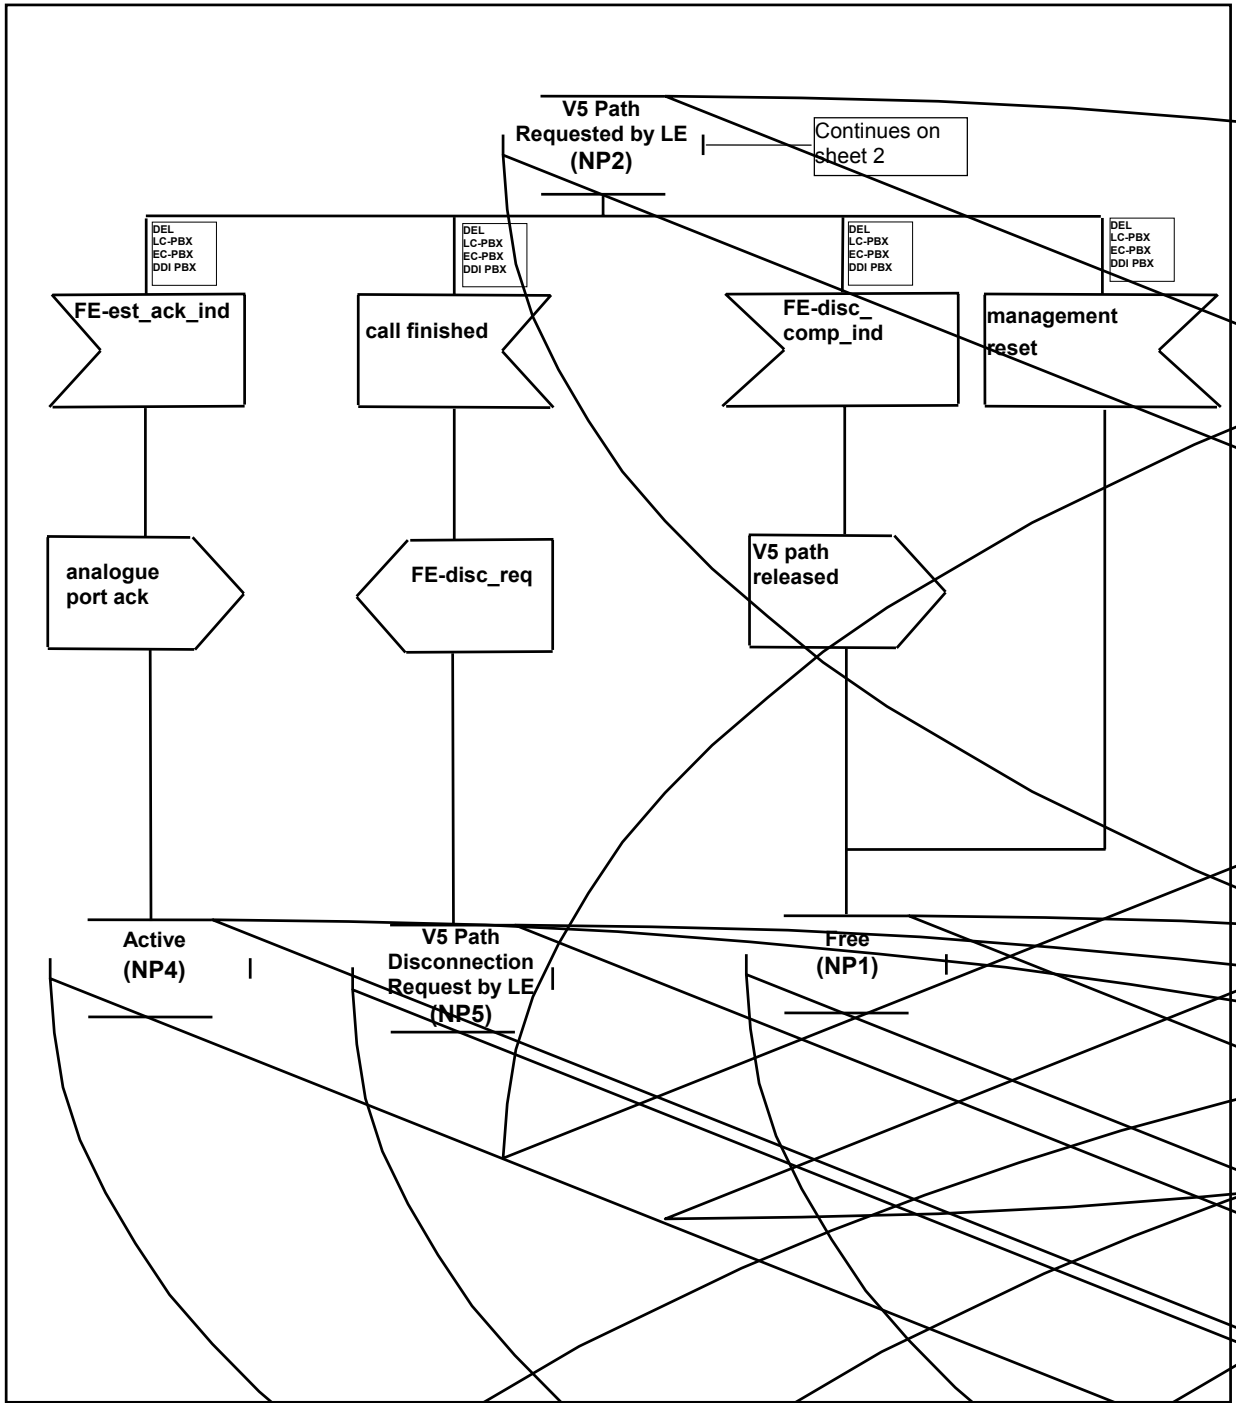 V5 Path
Requested by LE
(NP2)
Continues on
sheet 2
DEL
LC-PBX
EC-PBX
DDI PBX
DEL
LC-PBX
EC-PBX
DDI PBX
DEL
LC-PBX
EC-PBX
DDI PBX
DEL
LC-PBX
EC-PBX
DDI PBX
FE-est_ack_ind
call finished
FE-disc_
comp_ind
management
reset
analogue
port ack
FE-disc_req
V5 path
released
Active
(NP4)
V5 Path
Disconnection
Request by LE
(NP5)
Free
(NP1)